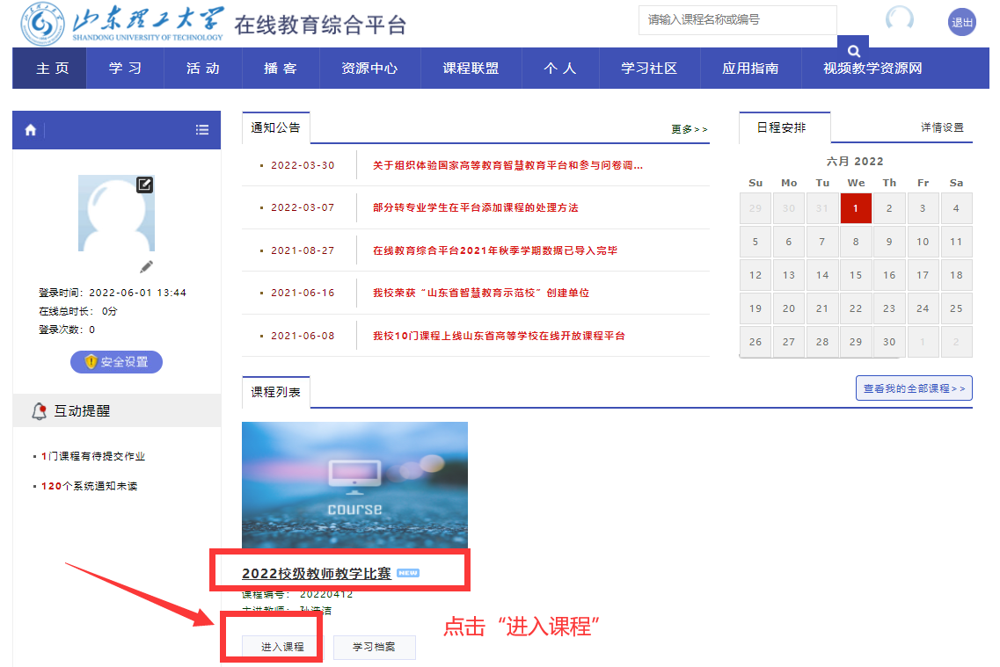 山东理工大学
SHANDONG UNIVERSITY OF TECHNOLOGY
在线教育综合平台
请输入课程名称或编号
退出
主 页 学 习 活 动 播 客 资源中心 课程联盟 个 人 学习社区 应用指南 视频教学资源网
登录时间：2022-06-01 13:44
在线总时长： 0分
登录次数：0
安全设置
互动提醒
1门课程有待提交作业
120个系统通知未读
通知公告 更多>>
2022-03-30 关于组织体验国家高等教育智慧教育平台和参与问卷调...
2022-03-07 部分转专业学生在平台添加课程的处理方法
2021-08-27 在线教育综合平台2021年秋季学期数据已导入完毕
2021-06-16 我校荣获“山东省智慧教育示范校”创建单位
2021-06-08 我校10门课程上线山东省高等学校在线开放课程平台
日程安排 详情设置
六月 2022
Su Mo Tu We Th Fr Sa
29 30 31 1 2 3 4
5 6 7 8 9 10 11
12 13 14 15 16 17 18
19 20 21 22 23 24 25
26 27 28 29 30 1 2
课程列表 查看我的全部课程>>
course
2022校级教师教学比赛 NEW
课程编号： 20220412
主讲教师：
进入课程 学习档案
点击“进入课程”